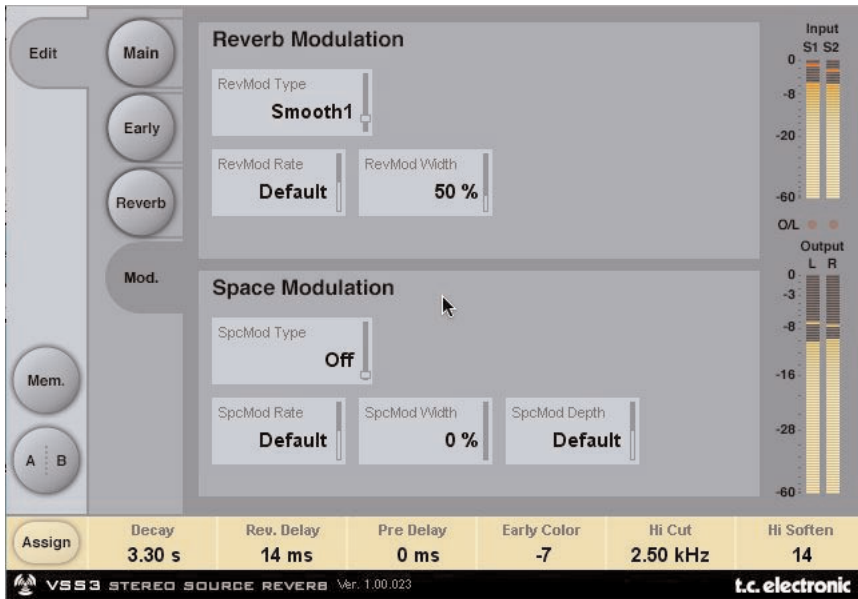 Edit
Main
Early
Reverb
Mod.
Mem.
A B
Reverb Modulation
RevMod Type
Smooth1
RevMod Rate
Default
RevMod Width
50 %
Space Modulation
SpcMod Type
Off
SpcMod Rate
Default
SpcMod Width
0 %
SpcMod Depth
Default
Input
S1 S2
0
-8
-20
-60
O/L
Output
L R
0
-3
-8
-16
-28
-60
Assign
Decay
3.30 s
Rev. Delay
14 ms
Pre Delay
0 ms
Early Color
-7
Hi Cut
2.50 kHz
Hi Soften
14
VSS3 STEREO SOURCE REVERB Ver. 1.00.023
t.c. electronic